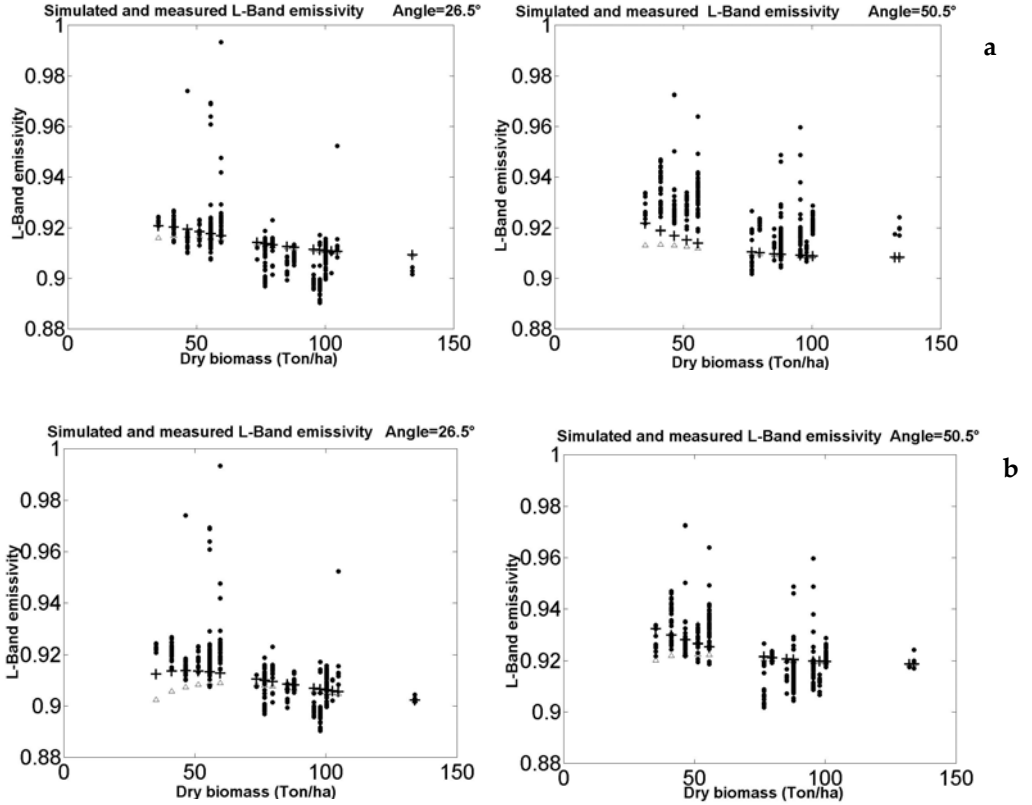 Simulated and measured L-Band emissivity Angle=26.5°
1
0.98
0.96
0.94
0.92
0.9
0.88
L-Band emissivity
0 50 100 150
Dry biomass (Ton/ha)
Simulated and measured L-Band emissivity Angle=50.5°
1
0.98
0.96
0.94
0.92
0.9
0.88
L-Band emissivity
0 50 100 150
Dry biomass (Ton/ha)
a
Simulated and measured L-Band emissivity Angle=26.5°
1
0.98
0.96
0.94
0.92
0.9
0.88
L-Band emissivity
0 50 100 150
Dry biomass (Ton/ha)
Simulated and measured L-Band emissivity Angle=50.5°
1
0.98
0.96
0.94
0.92
0.9
0.88
L-Band emissivity
0 50 100 150
Dry biomass (Ton/ha)
b